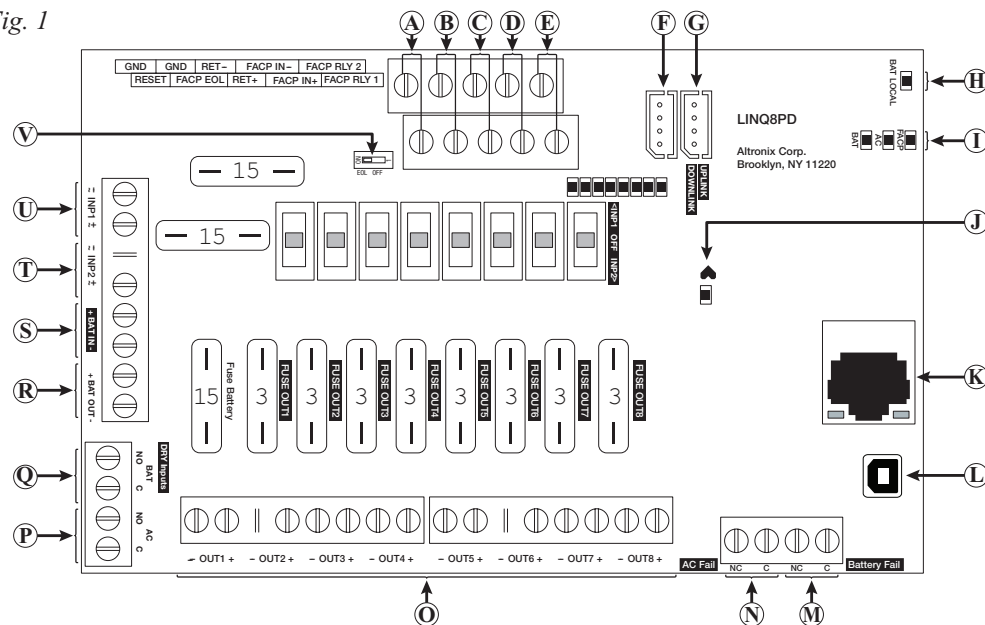 Fig. 1
A B C D E F G
GND GND RET– FACP IN– FACP RLY 2
RESET FACP EOL RET+ FACP IN+ FACP RLY 1
BAT LOCAL
H
LINQ8PD
Altronix Corp.
Brooklyn, NY 11220
BAT AC FACP
I
V
NO
EOL OFF
15
UPLINK
DOWNLINK
U
INP1
15
<INP1 OFF INP2>
J
T
INP2
S
+ BAT IN -
R
+ BAT OUT -
15 Fuse Battery
3 FUSE OUT1
3 FUSE OUT2
3 FUSE OUT3
3 FUSE OUT4
3 FUSE OUT5
3 FUSE OUT6
3 FUSE OUT7
3 FUSE OUT8
K
L
Q
NO BAT C
DRY Inputs
P
NO AC C
– OUT1 + – OUT2 + – OUT3 + – OUT4 + – OUT5 + – OUT6 + – OUT7 + – OUT8 +
AC Fail NC C NC C Battery Fail
O N M